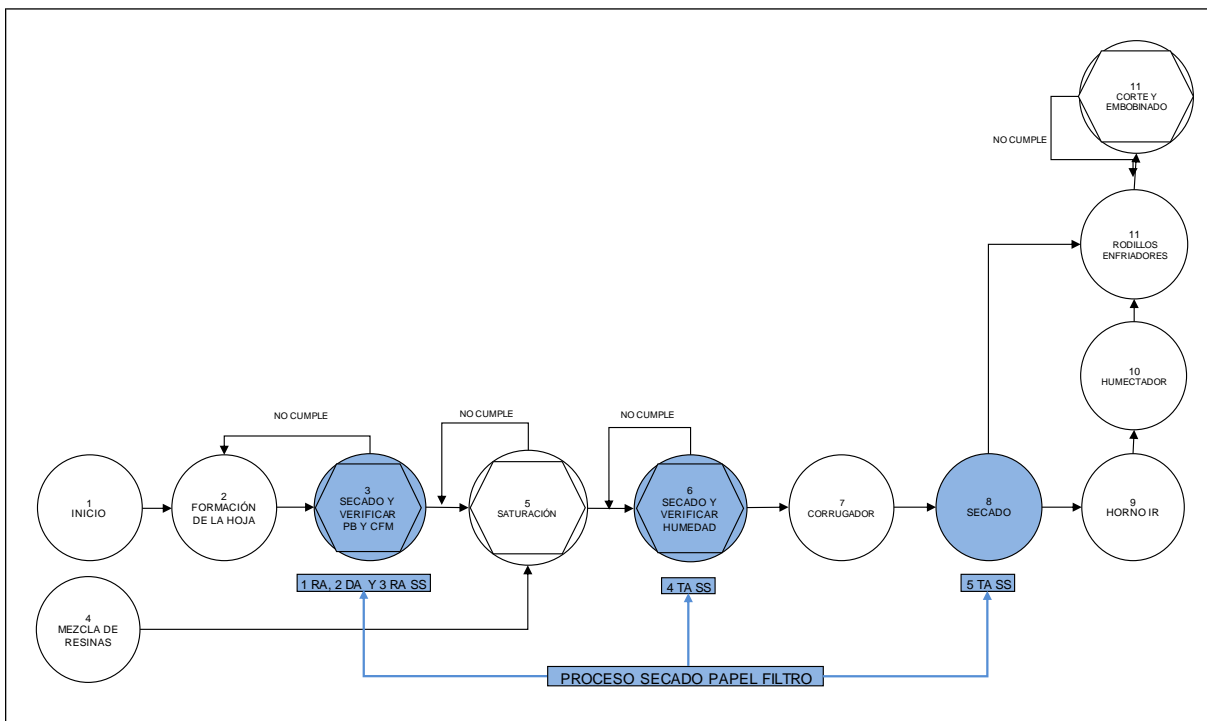 11
CORTE Y
EMBOBINADO
NO CUMPLE
11
RODILLOS
ENFRIADORES
10
HUMECTADOR
NO CUMPLE
NO CUMPLE
NO CUMPLE
1
INICIO
2
FORMACIÓN
DE LA HOJA
3
SECADO Y
VERIFICAR
PB Y CFM
5
SATURACIÓN
6
SECADO Y
VERIFICAR
HUMEDAD
7
CORRUGADOR
8
SECADO
9
HORNO IR
1 RA, 2 DA Y 3 RA SS
4 TA SS
5 TA SS
4
MEZCLA DE
RESINAS
PROCESO SECADO PAPEL FILTRO